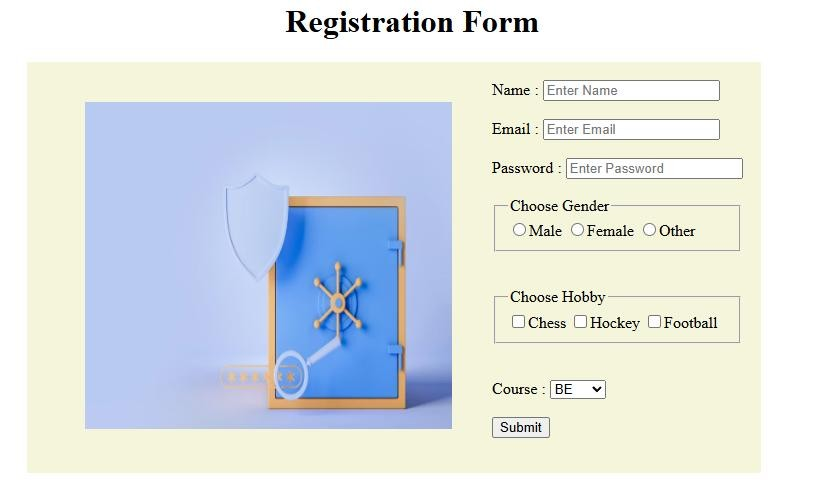 Registration Form
Name : Enter Name
Email : Enter Email
Password : Enter Password
Choose Gender
Male Female Other
Choose Hobby
Chess Hockey Football
Course : BE
Submit